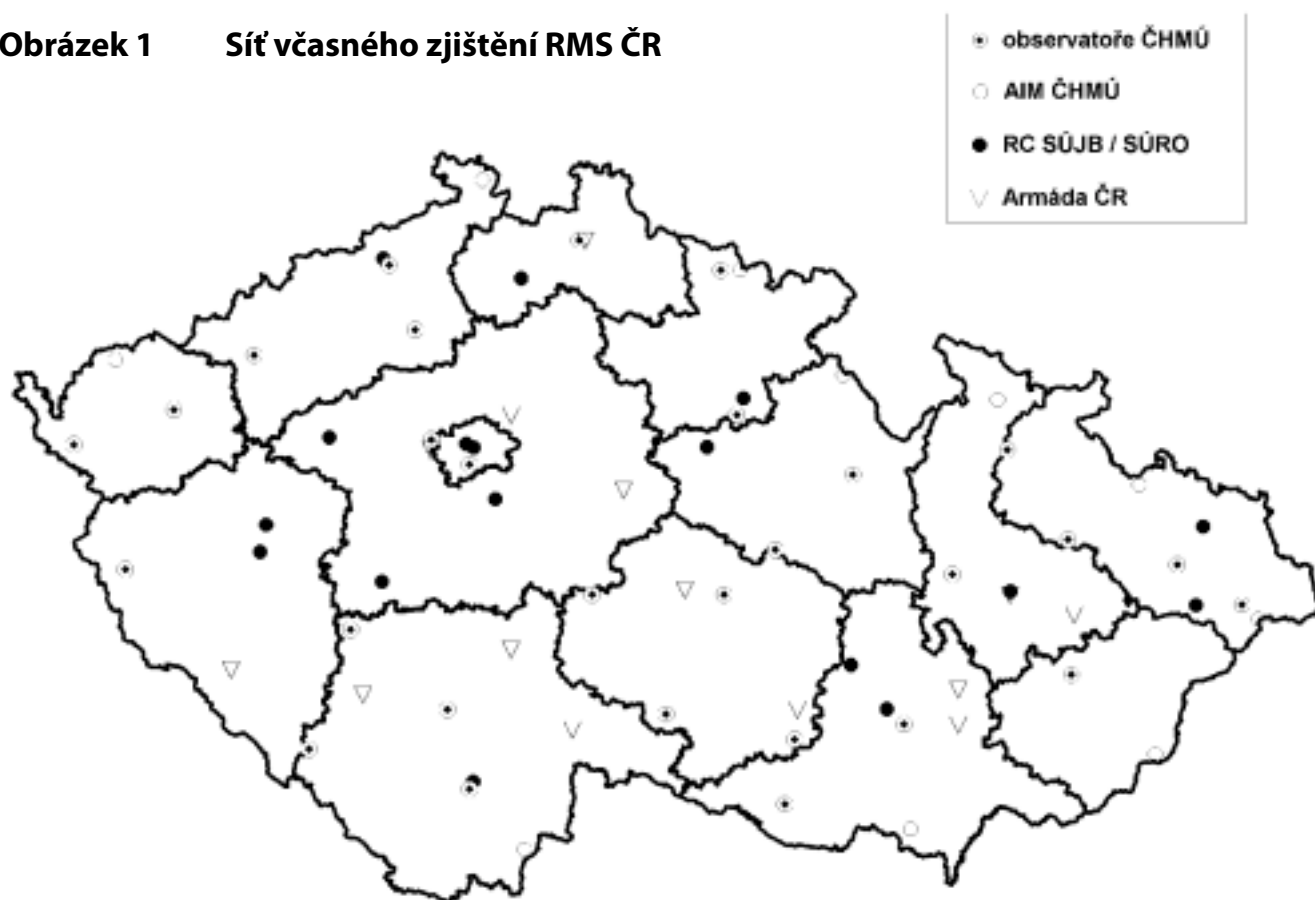 Obrázek 1 Síť včasného zjištění RMS ČR
observatoře ČHMÚ
AIM ČHMÚ
RC SÚJB / SÚRO
Armáda ČR